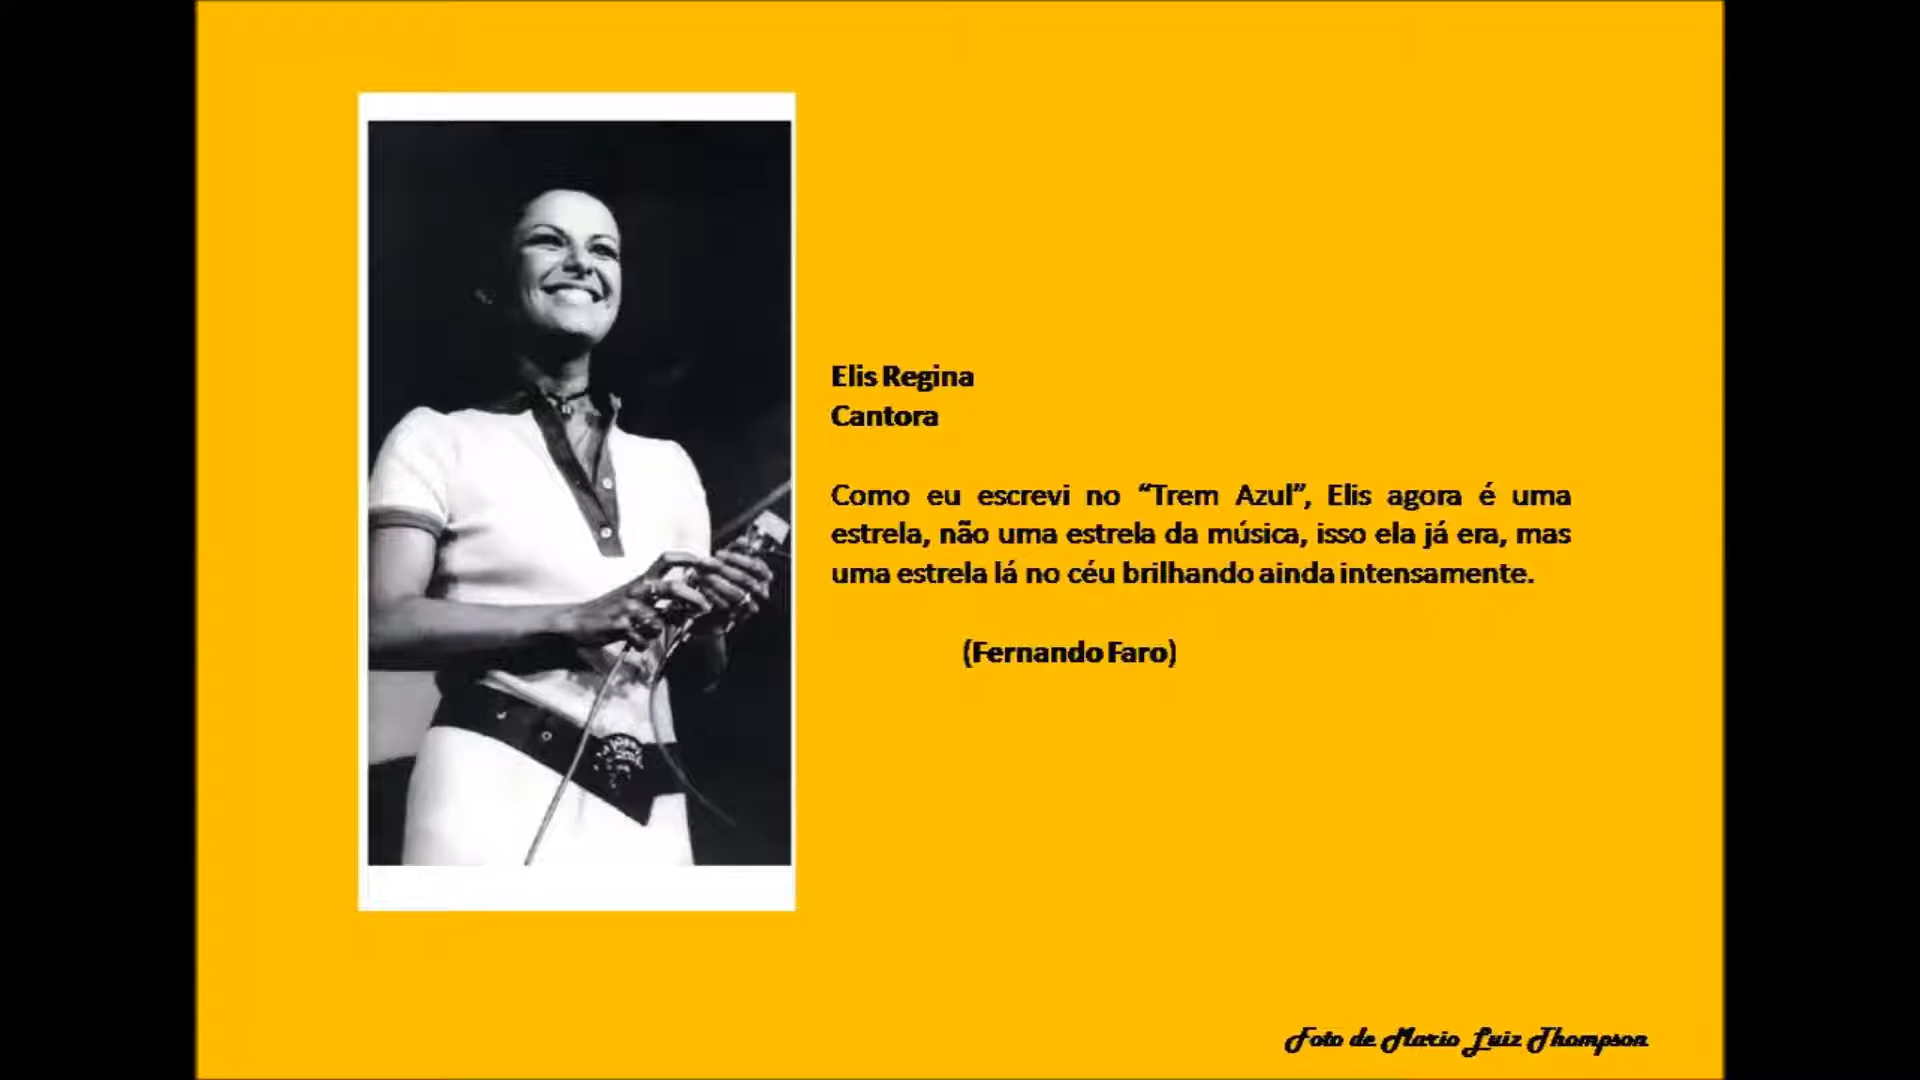 Elis Regina
Cantora
Como eu escrevi no “Trem Azul”, Elis agora é uma
estrela, não uma estrela da música, isso ela já era, mas
uma estrela lá no céu brilhando ainda intensamente.
(Fernando Faro)
Foto de Mario Luiz Thompson